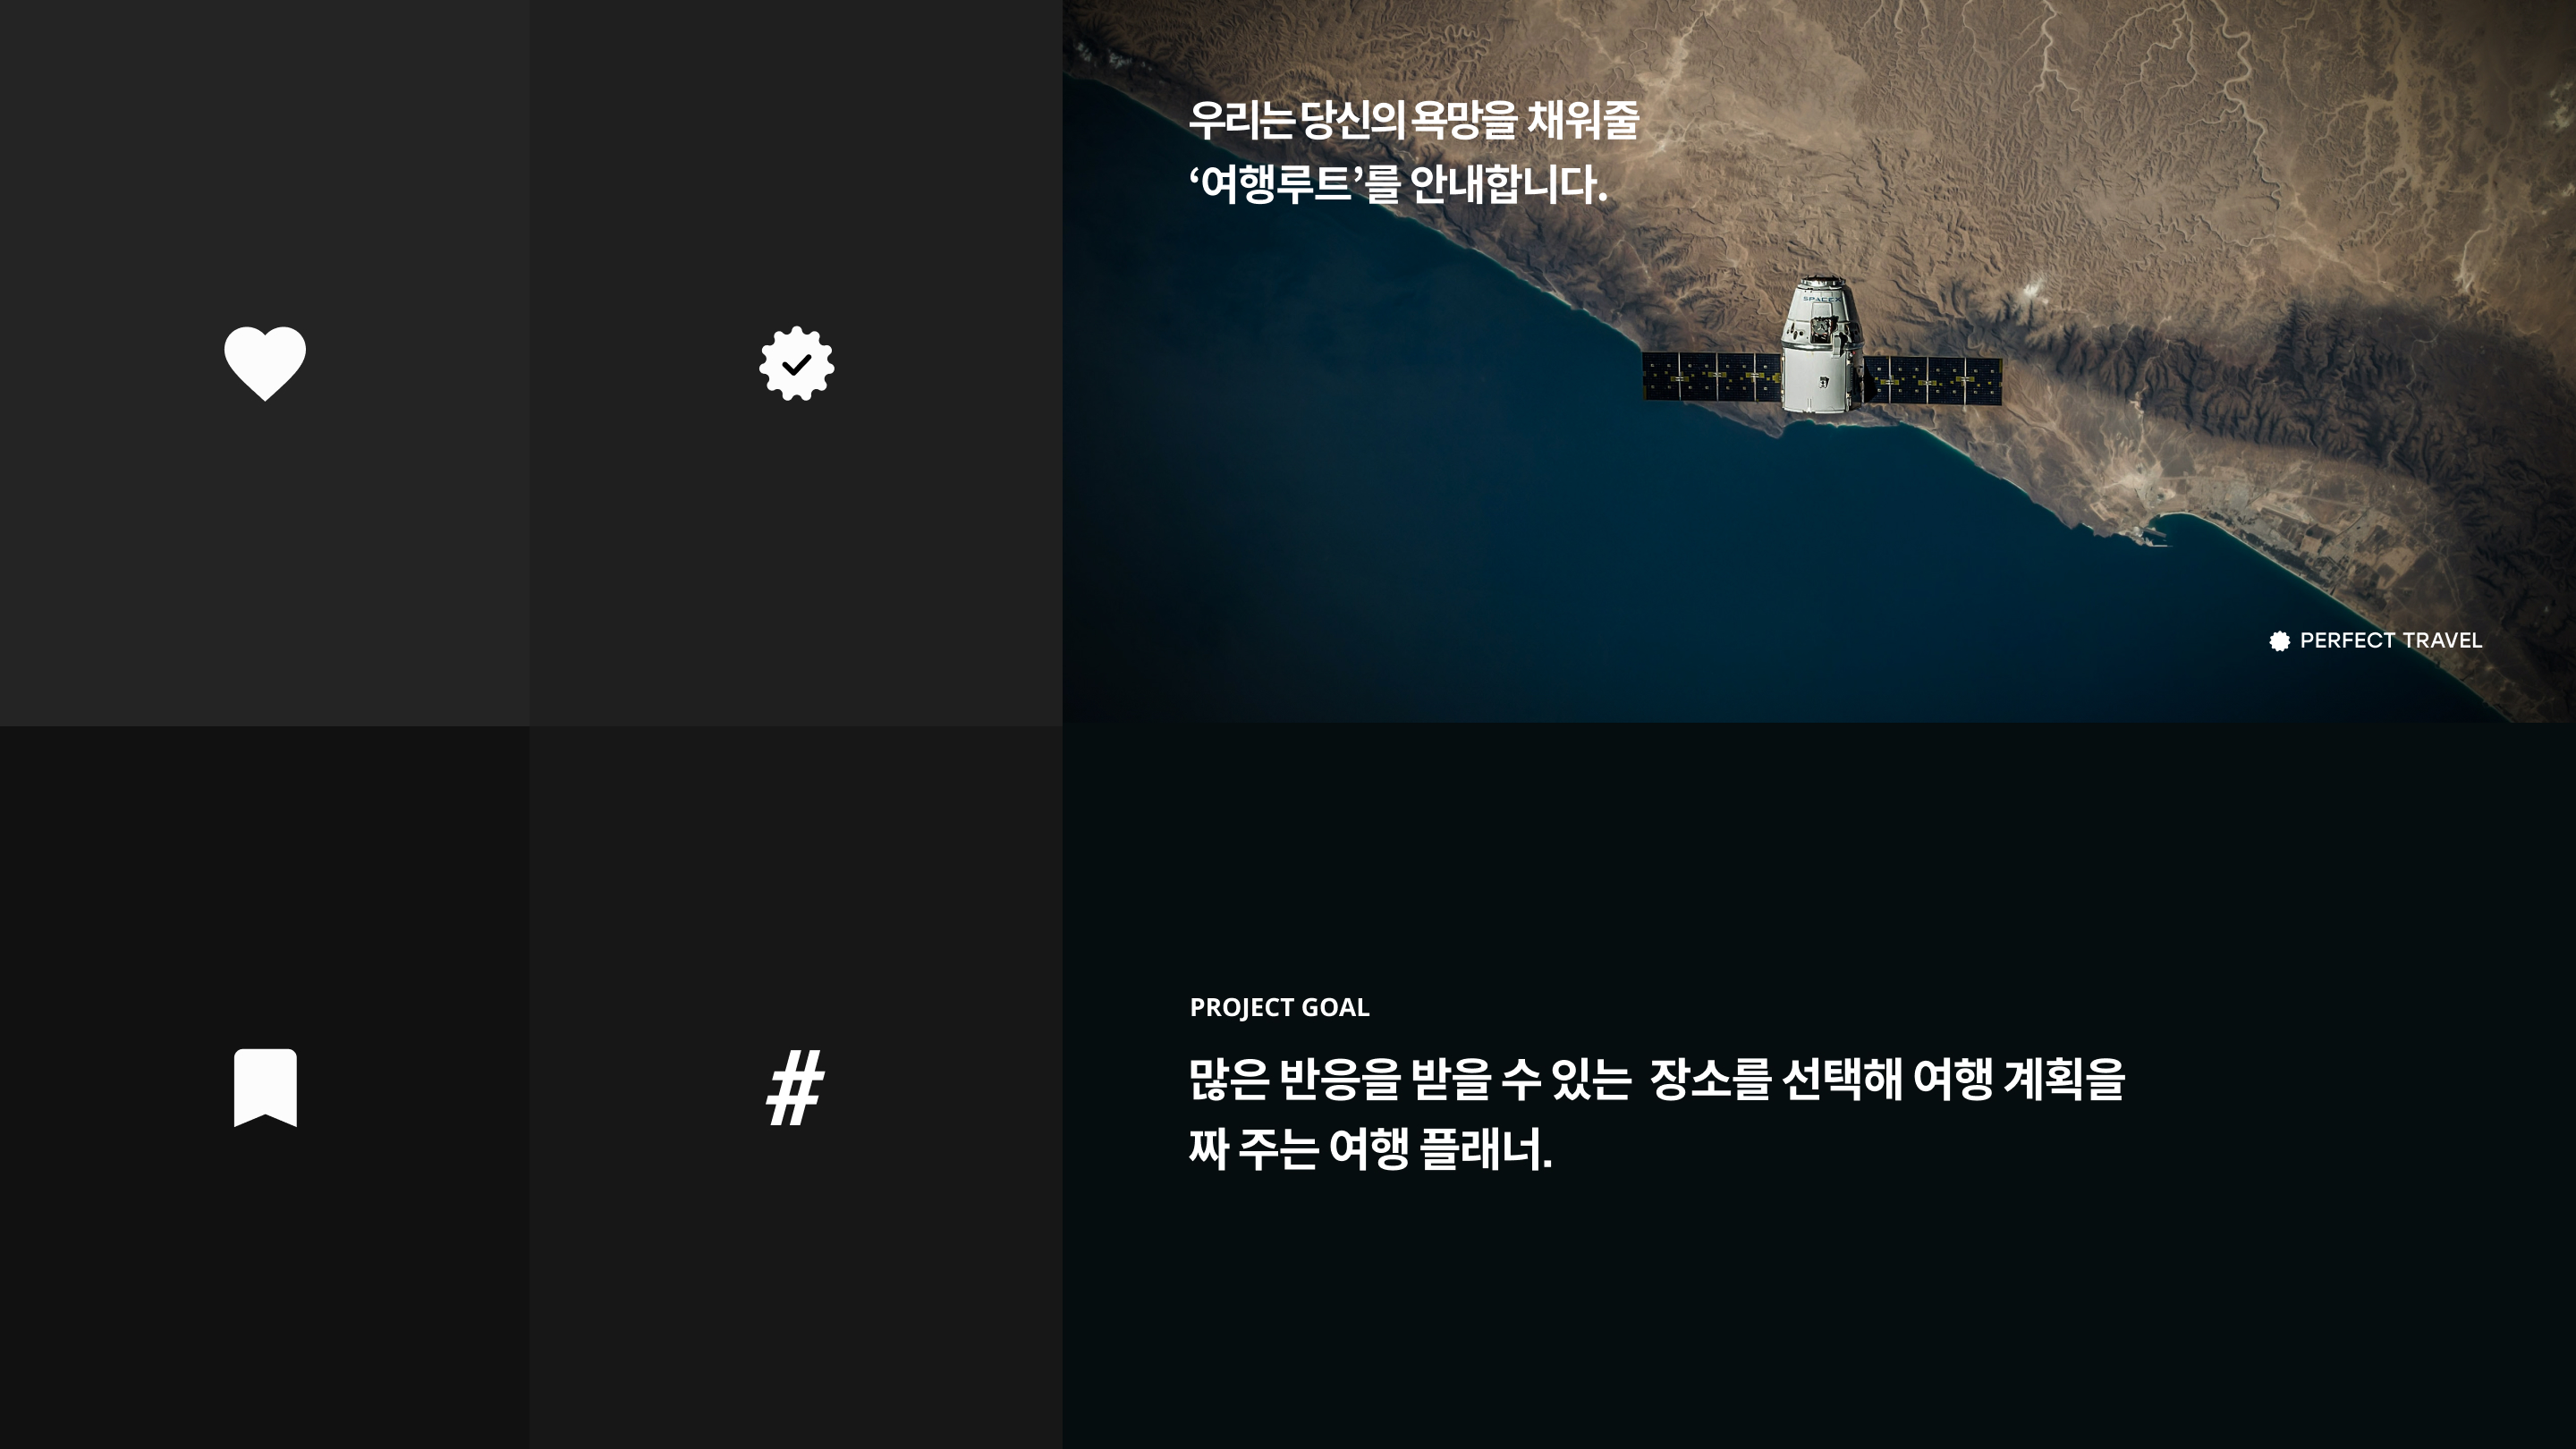 우리는 당신의 욕망을 채워줄
‘여행루트’를 안내합니다.
SPACEX
PERFECT TRAVEL
#
PROJECT GOAL
많은 반응을 받을 수 있는 장소를 선택해 여행 계획을
짜 주는 여행 플래너.